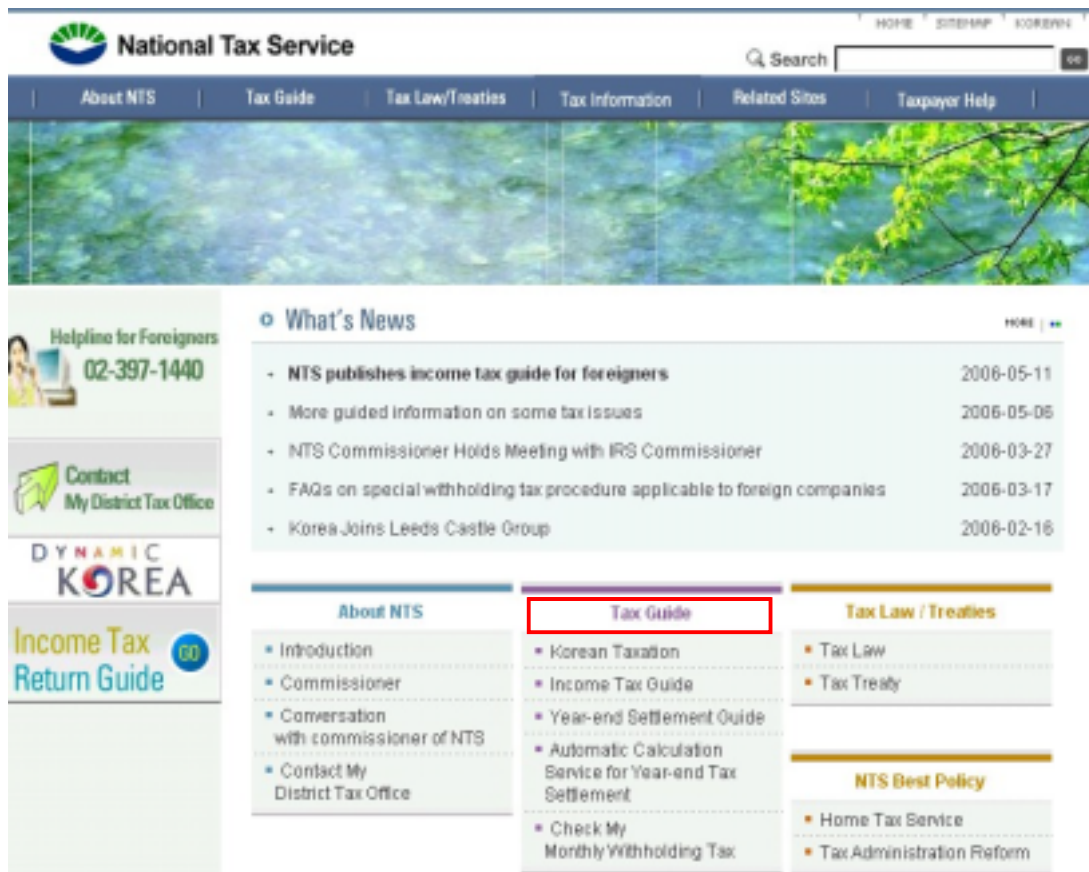 HOME SITEMAP KOREAN
National Tax Service
Search GO
About NTS | Tax Guide | Tax Law/Treaties | Tax Information | Related Sites | Taxpayer Help |
Helpline for Foreigners
02-397-1440
Contact
My District Tax Office
DYNAMIC
KOREA
Income Tax GO
Return Guide
What's News MORE
NTS publishes income tax guide for foreigners 2006-05-11
More guided information on some tax issues 2006-05-06
NTS Commissioner Holds Meeting with IRS Commissioner 2006-03-27
FAQs on special withholding tax procedure applicable to foreign companies 2006-03-17
Korea Joins Leeds Castle Group 2006-02-16
About NTS
Introduction
Commissioner
Conversation
with commissioner of NTS
Contact My
District Tax Office
Tax Guide
Korean Taxation
Income Tax Guide
Year-end Settlement Guide
Automatic Calculation
Service for Year-end Tax
Settlement
Check My
Monthly Withholding Tax
Tax Law / Treaties
Tax Law
Tax Treaty
NTS Best Policy
Home Tax Service
Tax Administration Reform